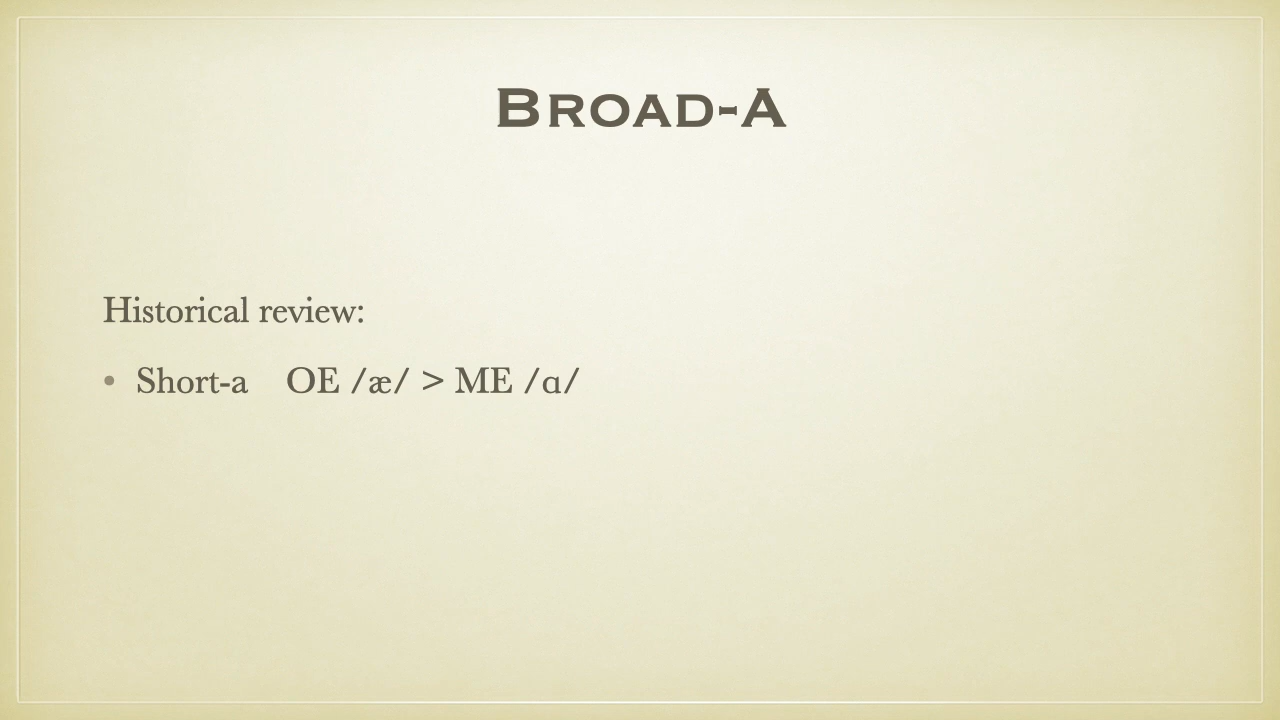 Broad-A
Historical review:
• Short-a OE /æ/ > ME /ɑ/